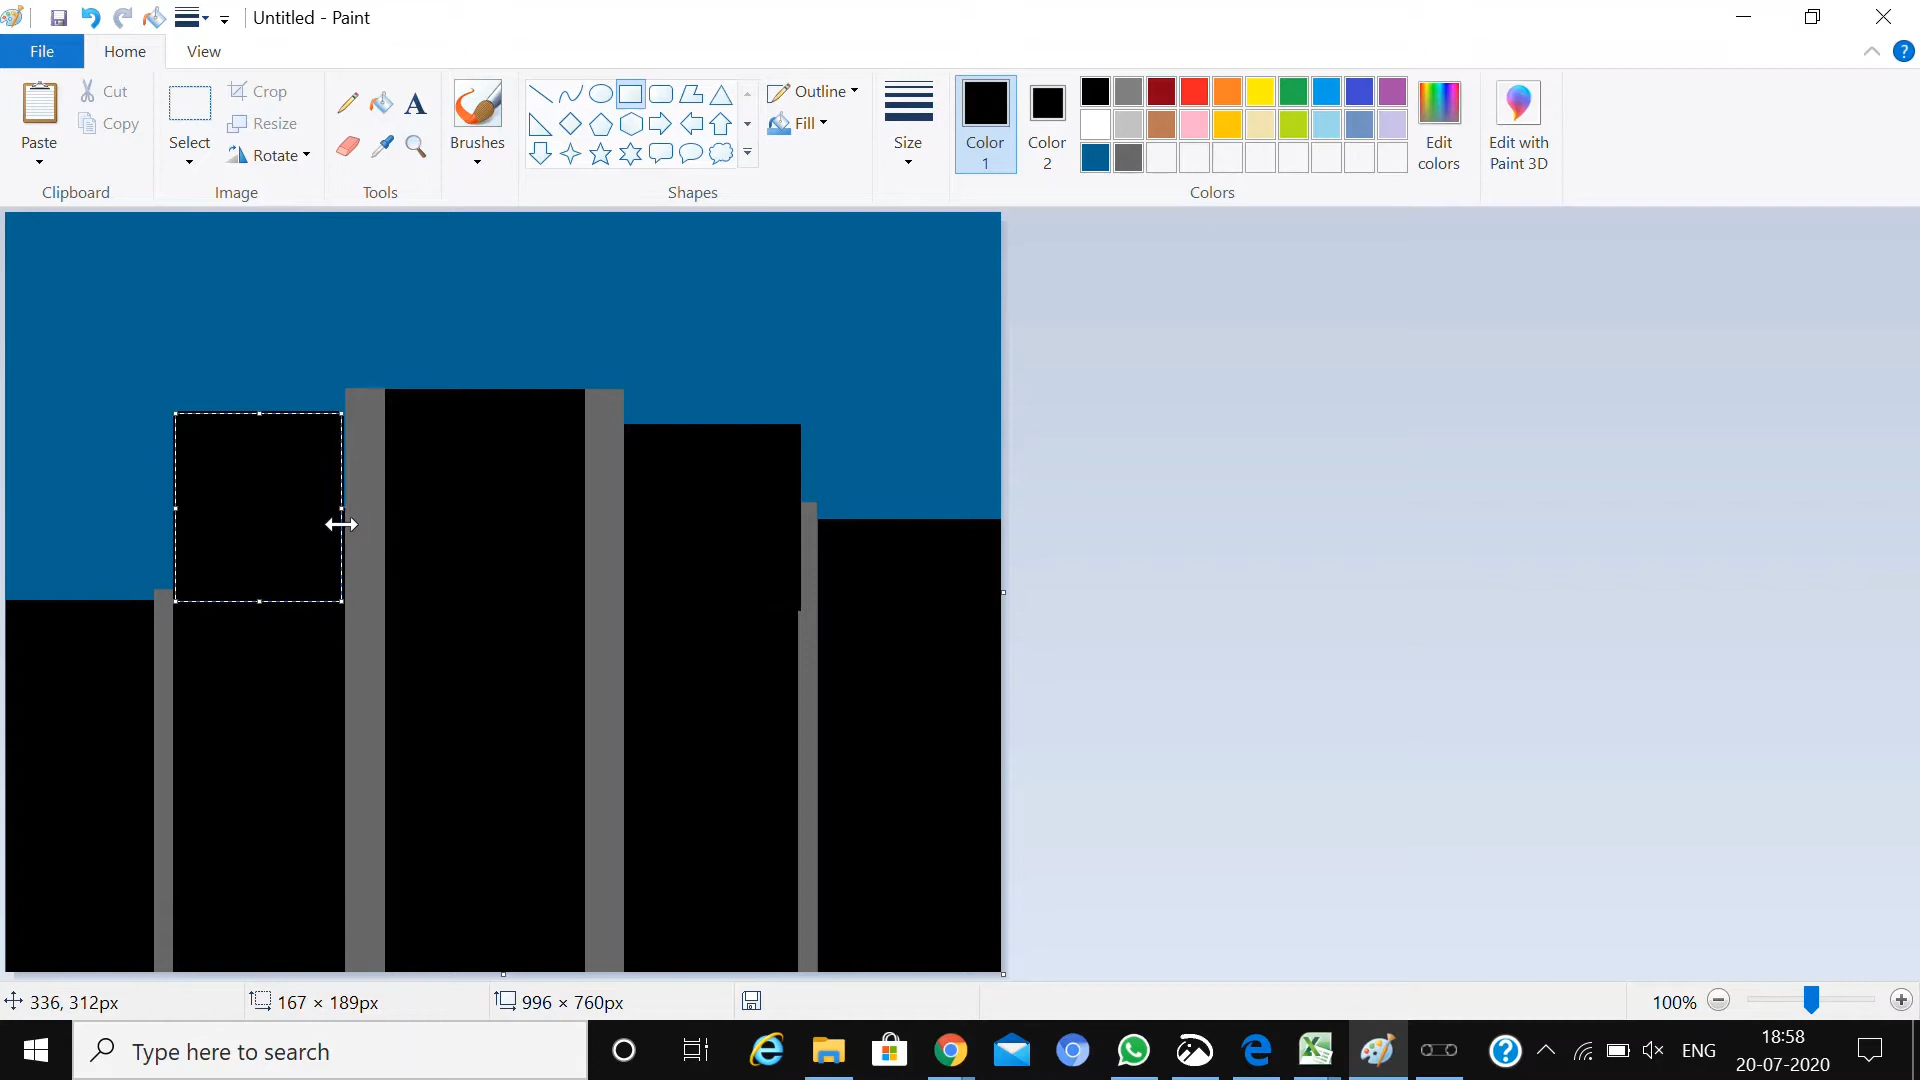 Untitled - Paint
File Home View
Paste
Cut
Copy
Clipboard
Select
Crop
Resize
Rotate
Image
Tools
Brushes
Shapes
Outline
Fill
Size
Color
1
Color
2
Colors
Edit
colors
Edit with
Paint 3D
?
336, 312px 167 × 189px 996 × 760px 100%
Type here to search
ENG
18:58
20-07-2020